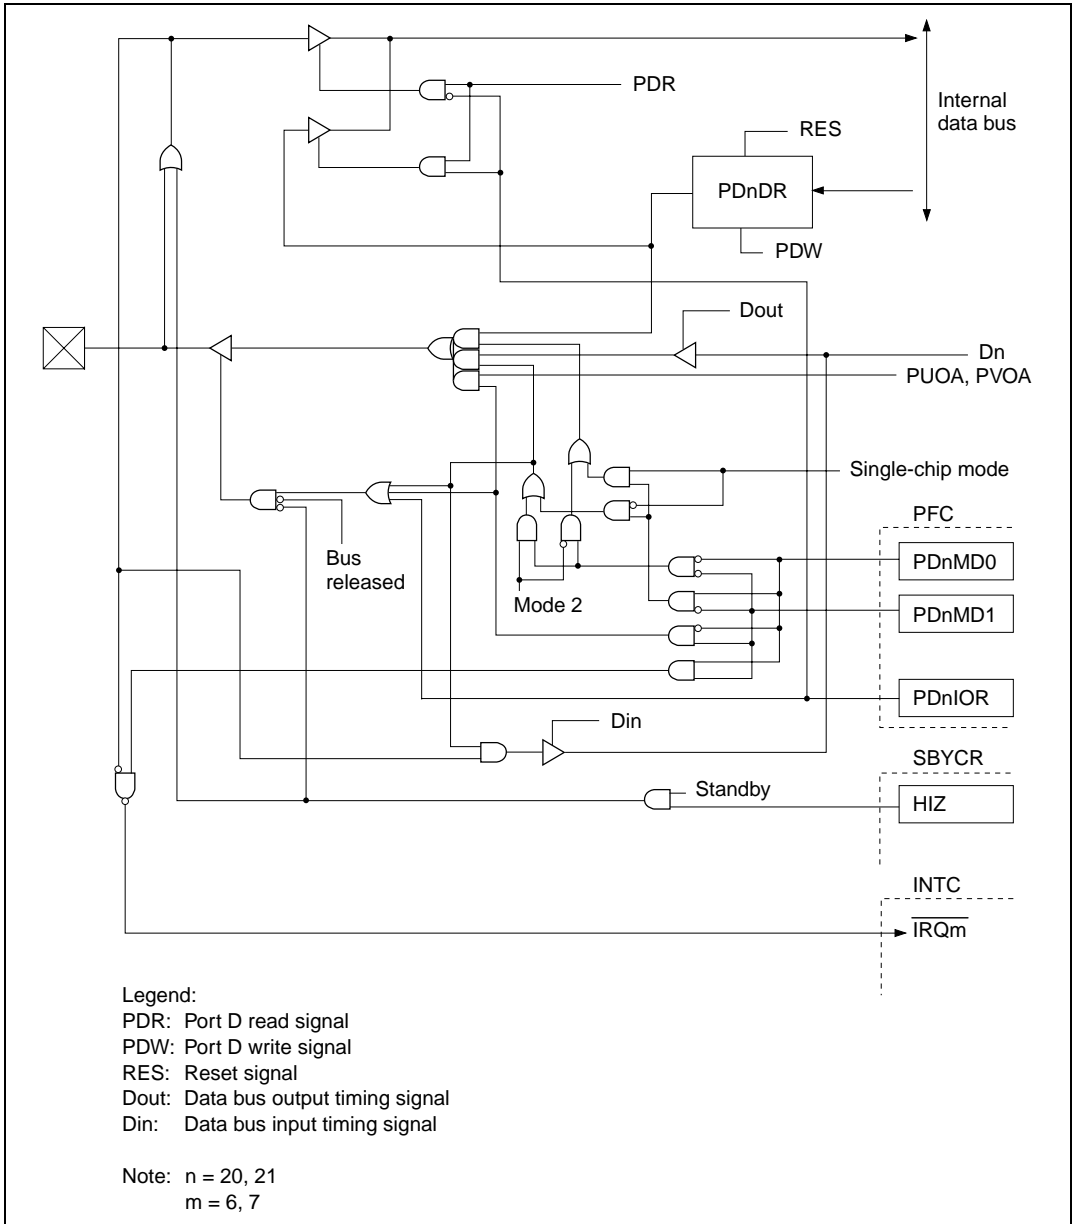 PDR
Internal
data bus
RES
PDnDR
PDW
Dout
Dn
PUOA, PVOA
Single-chip mode
PFC
Bus
released
PDnMD0
Mode 2
PDnMD1
PDnIOR
Din
SBYCR
Standby
HIZ
INTC
IRQm
Legend:
PDR: Port D read signal
PDW: Port D write signal
RES: Reset signal
Dout: Data bus output timing signal
Din: Data bus input timing signal
Note: n = 20, 21
m = 6, 7